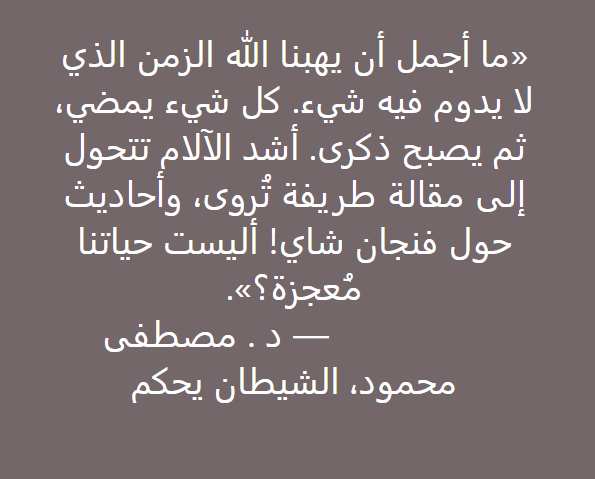 «ما أجمل أن يهبنا الله الزمن الذي
لا يدوم فيه شيء. كل شيء يمضي،
ثم يصبح ذكرى. أشد الآلام تتحول
إلى مقالة طريفة تُروى، وأحاديث
حول فنجان شاي! أليست حياتنا
مُعجزة؟».
— د . مصطفى
محمود، الشيطان يحكم